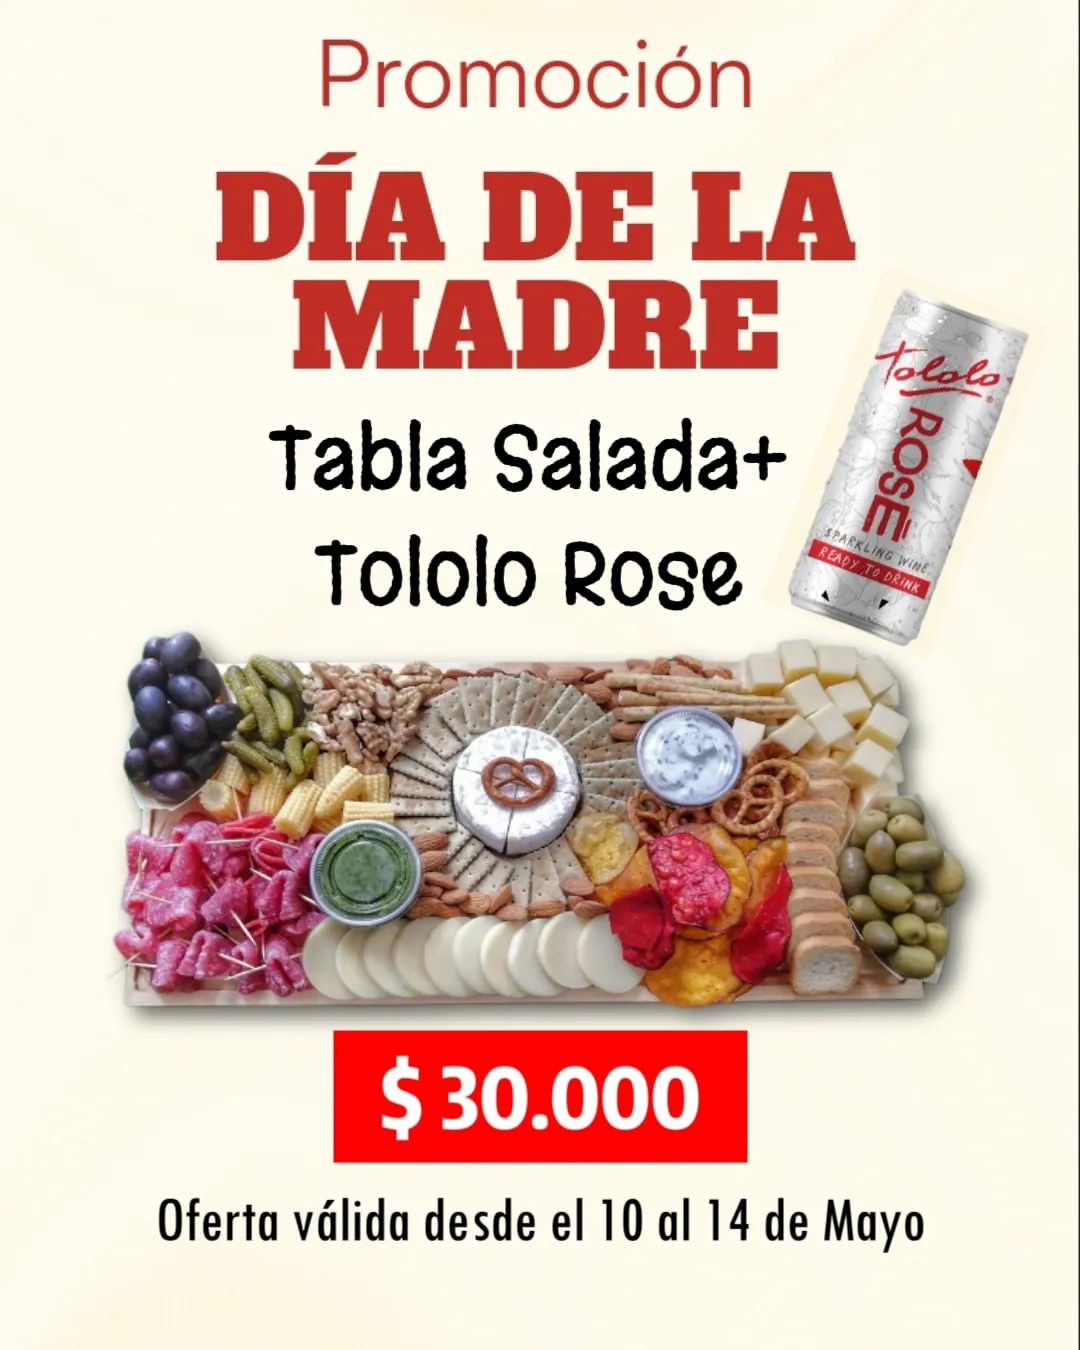 Promoción
DÍA DE LA
MADRE
Tabla Salada+
Tololo Rose
Tololo
ROSÉ
SPARKLING WINE
READY TO DRINK
$ 30.000
Oferta válida desde el 10 al 14 de Mayo